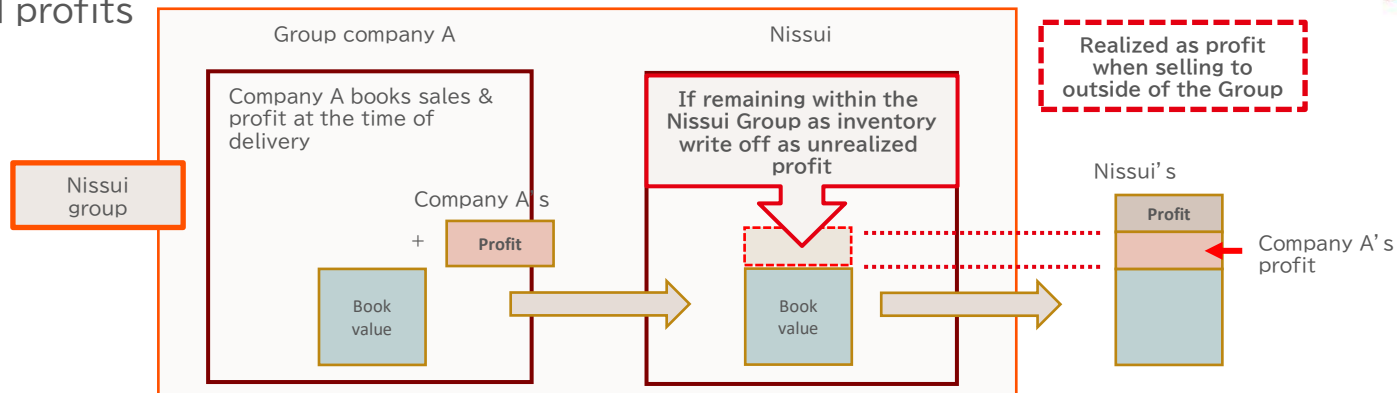 l profits
Group company A
Nissui
Realized as profit
when selling to
outside of the Group
Company A books sales &
profit at the time of
delivery
If remaining within the
Nissui Group as inventory
write off as unrealized
profit
Nissui
group
Company A's
+
Profit
Book
value
Book
value
Nissui's
Profit
Company A's
profit